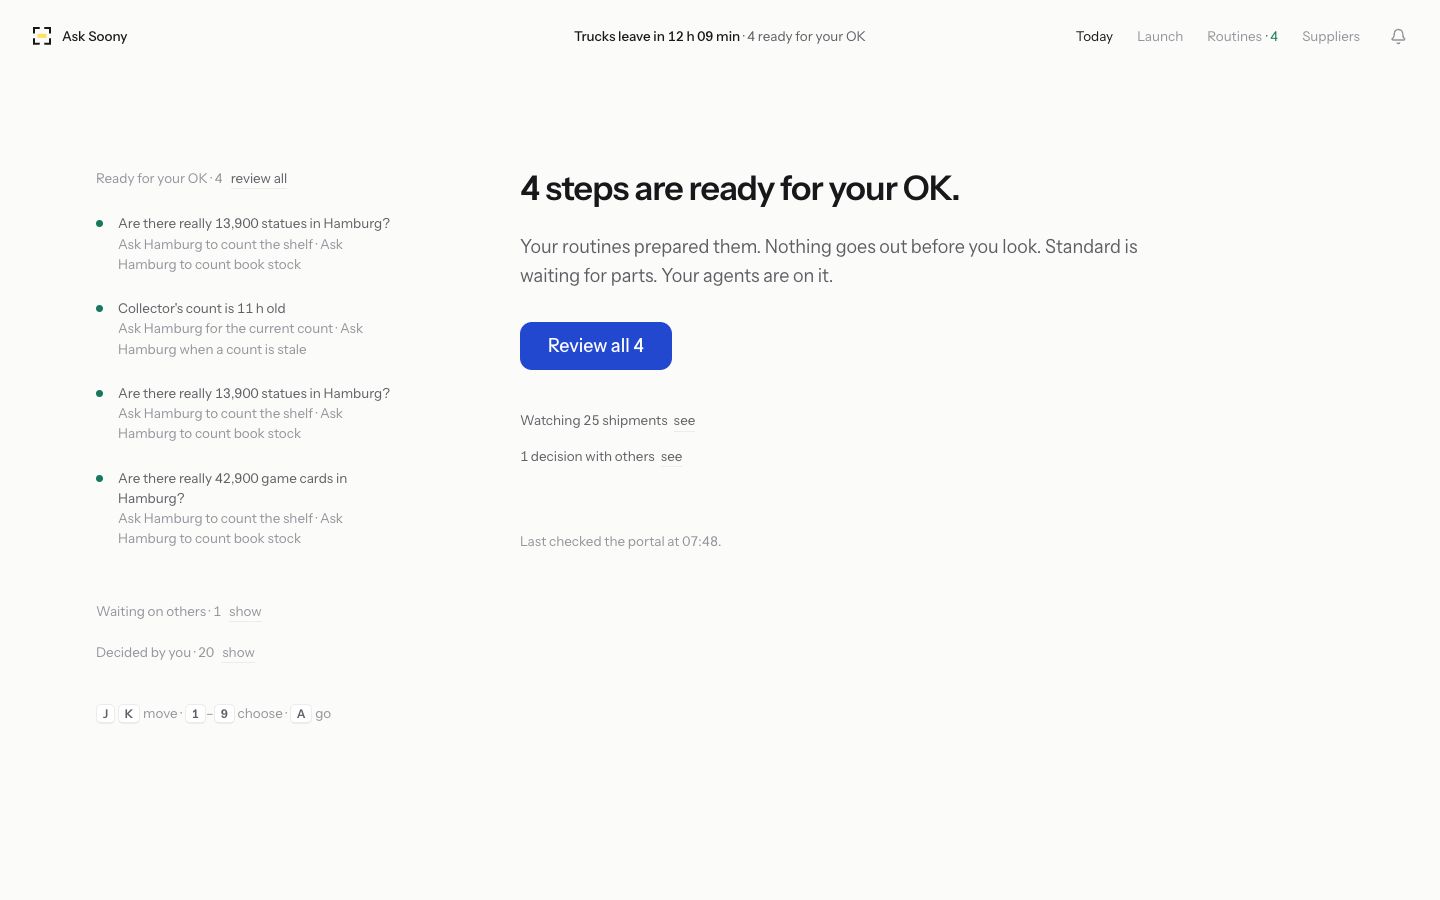 Ask Soony
Trucks leave in 12 h 09 min · 4 ready for your OK
Today
Launch
Routines · 4
Suppliers
Ready for your OK · 4 review all
Are there really 13,900 statues in Hamburg?
Ask Hamburg to count the shelf · Ask
Hamburg to count book stock
Collector's count is 11 h old
Ask Hamburg for the current count · Ask
Hamburg when a count is stale
Are there really 13,900 statues in Hamburg?
Ask Hamburg to count the shelf · Ask
Hamburg to count book stock
Are there really 42,900 game cards in
Hamburg?
Ask Hamburg to count the shelf · Ask
Hamburg to count book stock
Waiting on others · 1 show
Decided by you · 20 show
J K move · 1 – 9 choose · A go
4 steps are ready for your OK.
Your routines prepared them. Nothing goes out before you look. Standard is
waiting for parts. Your agents are on it.
Review all 4
Watching 25 shipments see
1 decision with others see
Last checked the portal at 07:48.